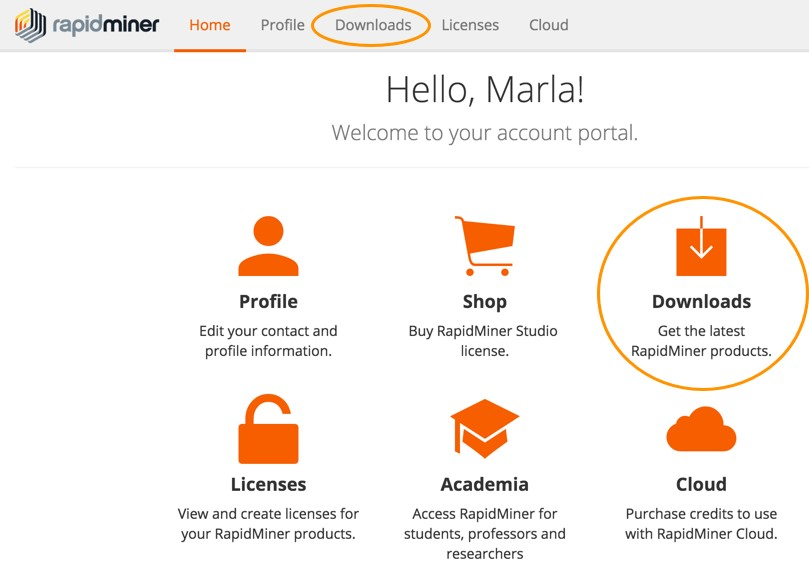 rapidminer
Home Profile Downloads Licenses Cloud
Hello, Marla!
Welcome to your account portal.
Profile
Edit your contact and
profile information.
Shop
Buy RapidMiner Studio
license.
Downloads
Get the latest
RapidMiner products.
Licenses
View and create licenses for
your RapidMiner products.
Academia
Access RapidMiner for
students, professors and
researchers
Cloud
Purchase credits to use
with RapidMiner Cloud.